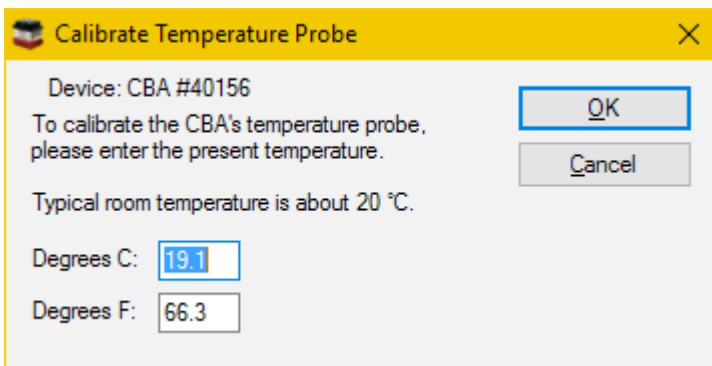 Calibrate Temperature Probe
Device: CBA #40156
To calibrate the CBA's temperature probe,
please enter the present temperature.
OK
Cancel
Typical room temperature is about 20 °C.
Degrees C: 19.1
Degrees F: 66.3